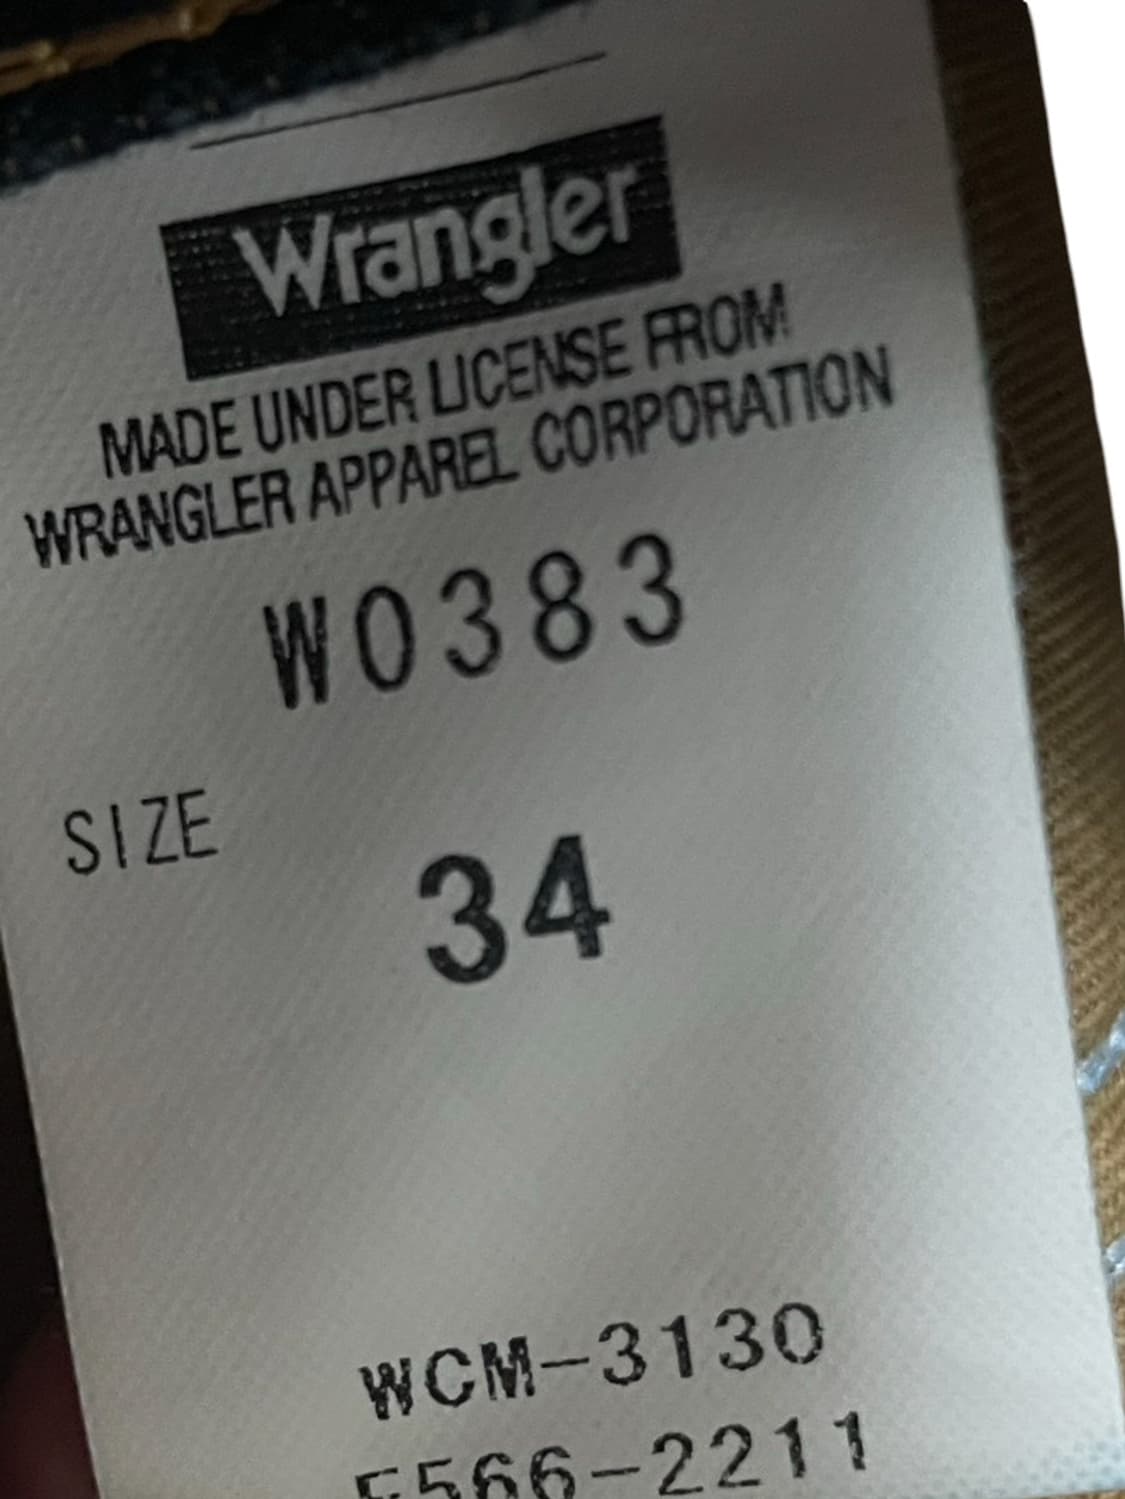 Wrangler
MADE UNDER LICENSE FROM
WRANGLER APPAREL CORPORATION
W0383
SIZE
34
WCM-3130